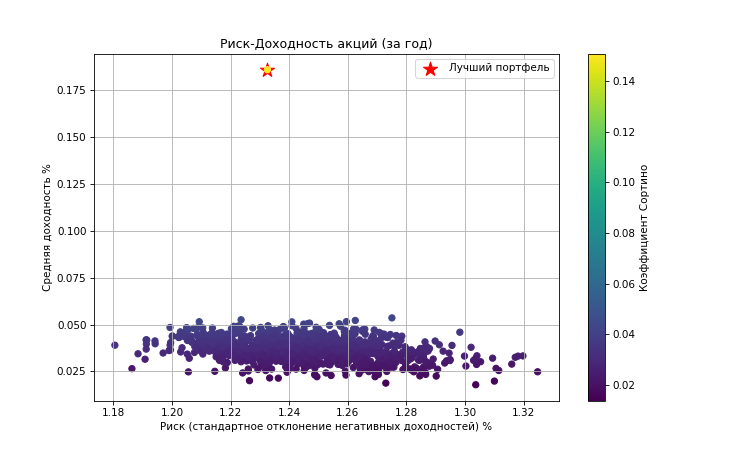 Риск-Доходность акций (за год)
Лучший портфель
0.175
0.150
0.125
0.100
0.075
0.050
0.025
Средняя доходность %
1.18 1.20 1.22 1.24 1.26 1.28 1.30 1.32
Риск (стандартное отклонение негативных доходностей) %
0.14
0.12
0.10
0.08
0.06
0.04
0.02
Коэффициент Сортино